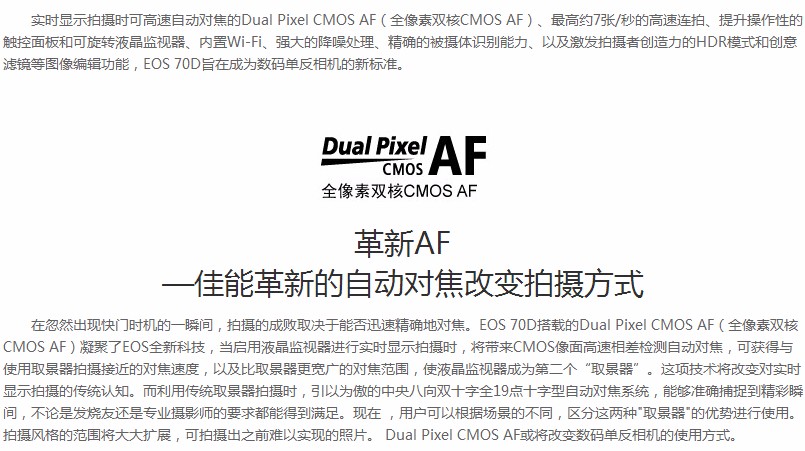 实时显示拍摄时可高速自动对焦的Dual Pixel CMOS AF（全像素双核CMOS AF）、最高约7张/秒的高速连拍、提升操作性的
触控面板和可旋转液晶监视器、内置Wi-Fi、强大的降噪处理、精确的被摄体识别能力、以及激发拍摄者创造力的HDR模式和创意
滤镜等图像编辑功能，EOS 70D旨在成为数码单反相机的新标准。
Dual Pixel CMOS AF
全像素双核CMOS AF
革新AF
—佳能革新的自动对焦改变拍摄方式
在忽然出现快门时机的一瞬间，拍摄的成败取决于能否迅速精确地对焦。EOS 70D搭载的Dual Pixel CMOS AF（全像素双核
CMOS AF）凝聚了EOS全新科技，当启用液晶监视器进行实时显示拍摄时，将带来CMOS像面高速相差检测自动对焦，可获得与
使用取景器拍摄接近的对焦速度，以及比取景器更宽广的对焦范围，使液晶监视器成为第二个“取景器”。这项技术将改变对实时
显示拍摄的传统认知。而利用传统取景器拍摄时，引以为傲的中央八向双十字全19点十字型自动对焦系统，能够准确捕捉到精彩瞬
间，不论是发烧友还是专业摄影师的要求都能得到满足。现在 ，用户可以根据场景的不同，区分这两种"取景器"的优势进行使用。
拍摄风格的范围将大大扩展，可拍摄出之前难以实现的照片。 Dual Pixel CMOS AF或将改变数码单反相机的使用方式。